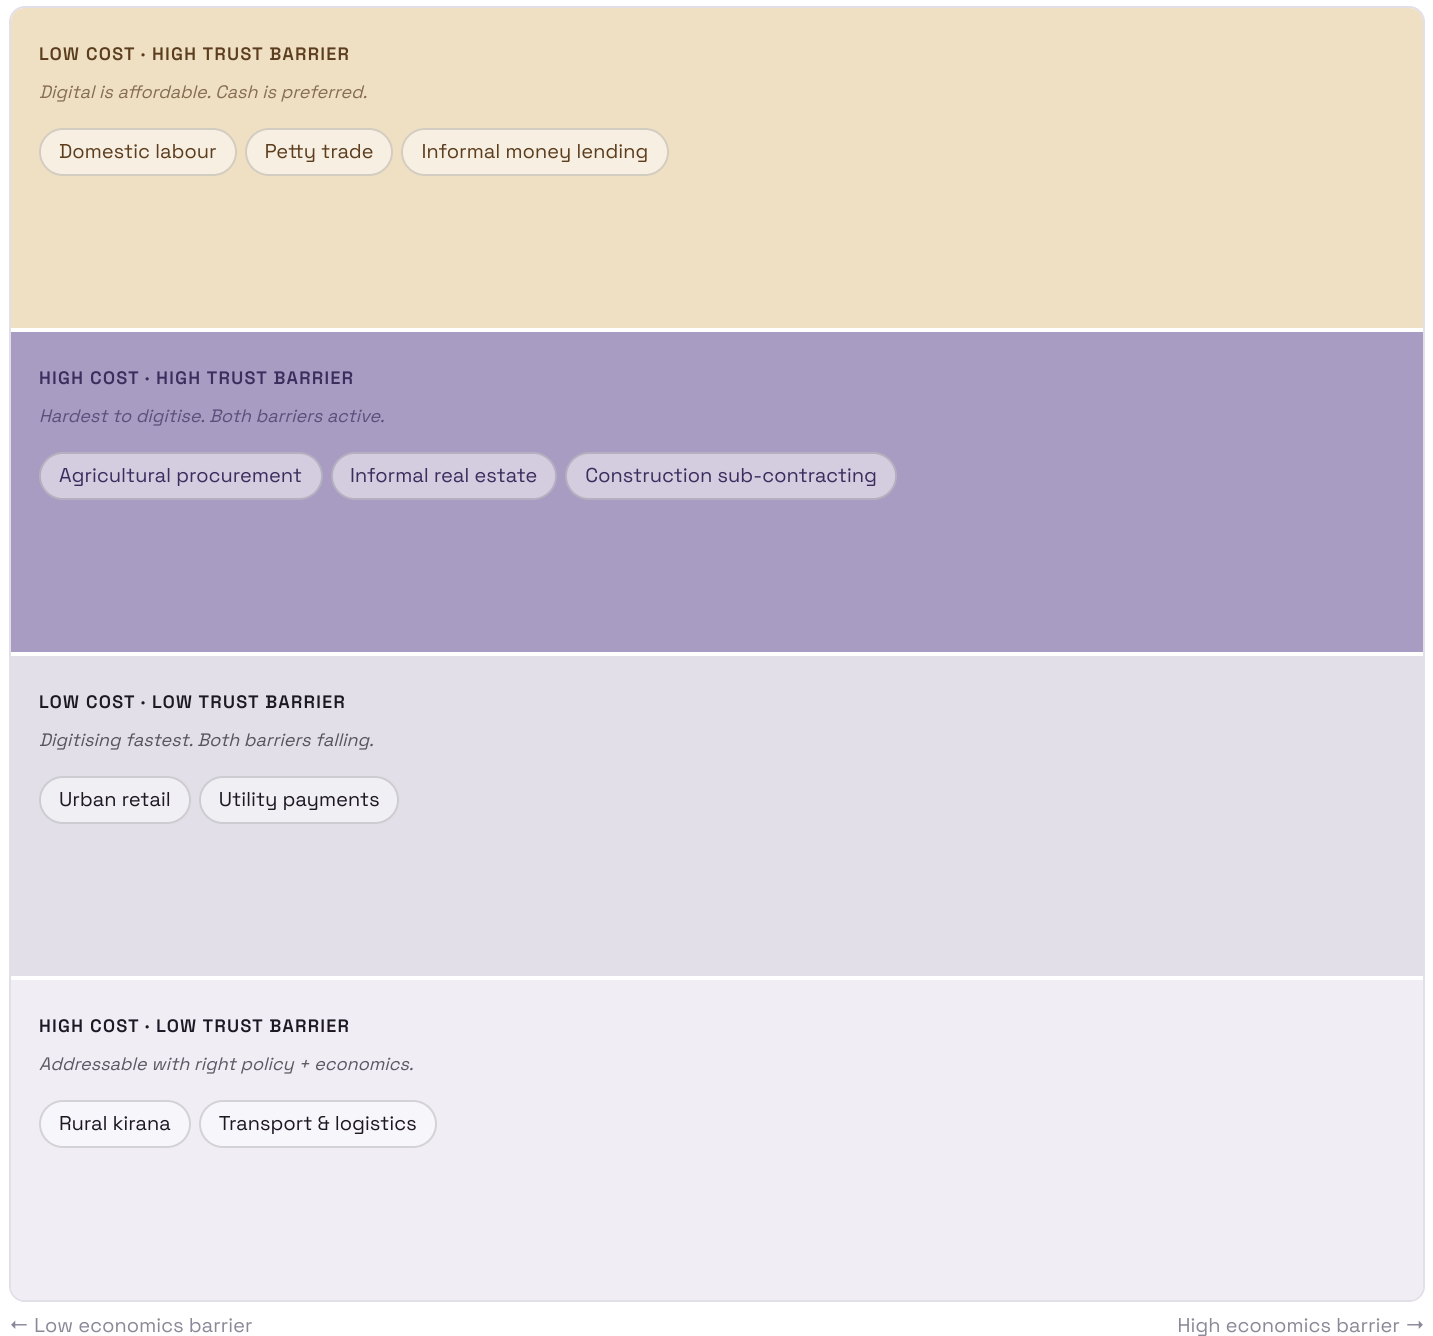 LOW COST · HIGH TRUST BARRIER
Digital is affordable. Cash is preferred.
Domestic labour Petty trade Informal money lending
HIGH COST · HIGH TRUST BARRIER
Hardest to digitise. Both barriers active.
Agricultural procurement Informal real estate Construction sub-contracting
LOW COST · LOW TRUST BARRIER
Digitising fastest. Both barriers falling.
Urban retail Utility payments
HIGH COST · LOW TRUST BARRIER
Addressable with right policy + economics.
Rural kirana Transport & logistics
← Low economics barrier High economics barrier →